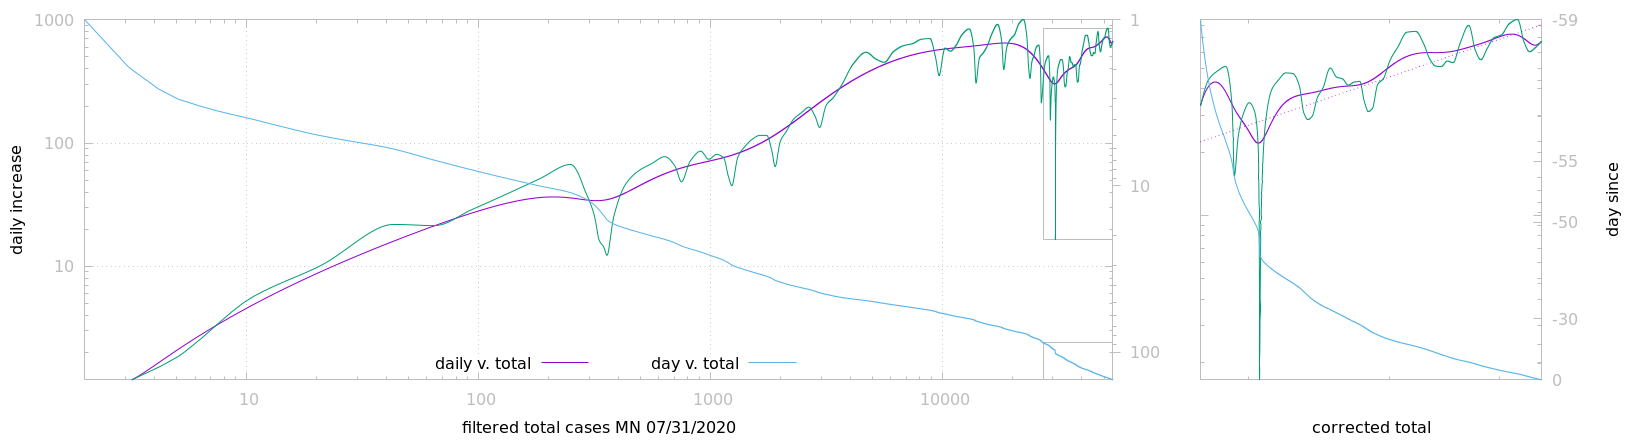 1000
100
10
daily increase
10
100
1000
10000
filtered total cases MN 07/31/2020
daily v. total
day v. total
1
10
100
-59
-55
-50
-30
0
day since
corrected total